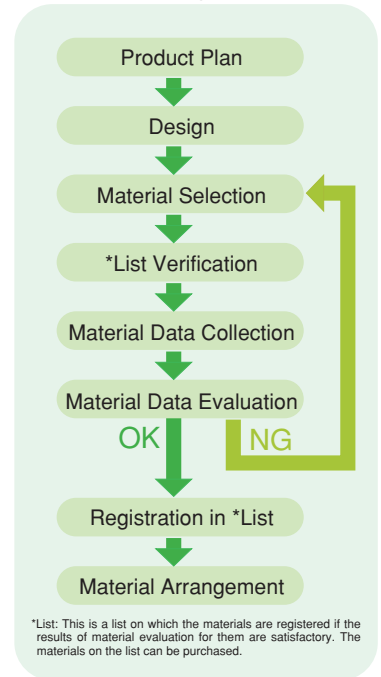 Product Plan
Design
Material Selection
*List Verification
Material Data Collection
Material Data Evaluation
OK
NG
Registration in *List
Material Arrangement
*List: This is a list on which the materials are registered if the
results of material evaluation for them are satisfactory. The
materials on the list can be purchased.